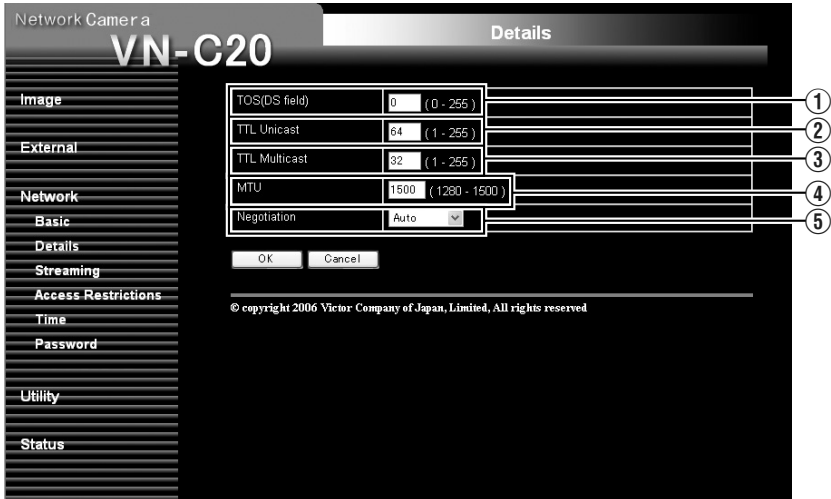 Network Camera
VN-C20
Details
Image
External
Network
Basic
Details
Streaming
Access Restrictions
Time
Password
Utility
Status
TOS(DS field) 0 ( 0 - 255 ) ①
TTL Unicast 64 ( 1 - 255 ) ②
TTL Multicast 32 ( 1 - 255 ) ③
MTU 1500 ( 1280 - 1500 ) ④
Negotiation Auto ⑤
OK Cancel
© copyright 2006 Victor Company of Japan, Limited, All rights reserved